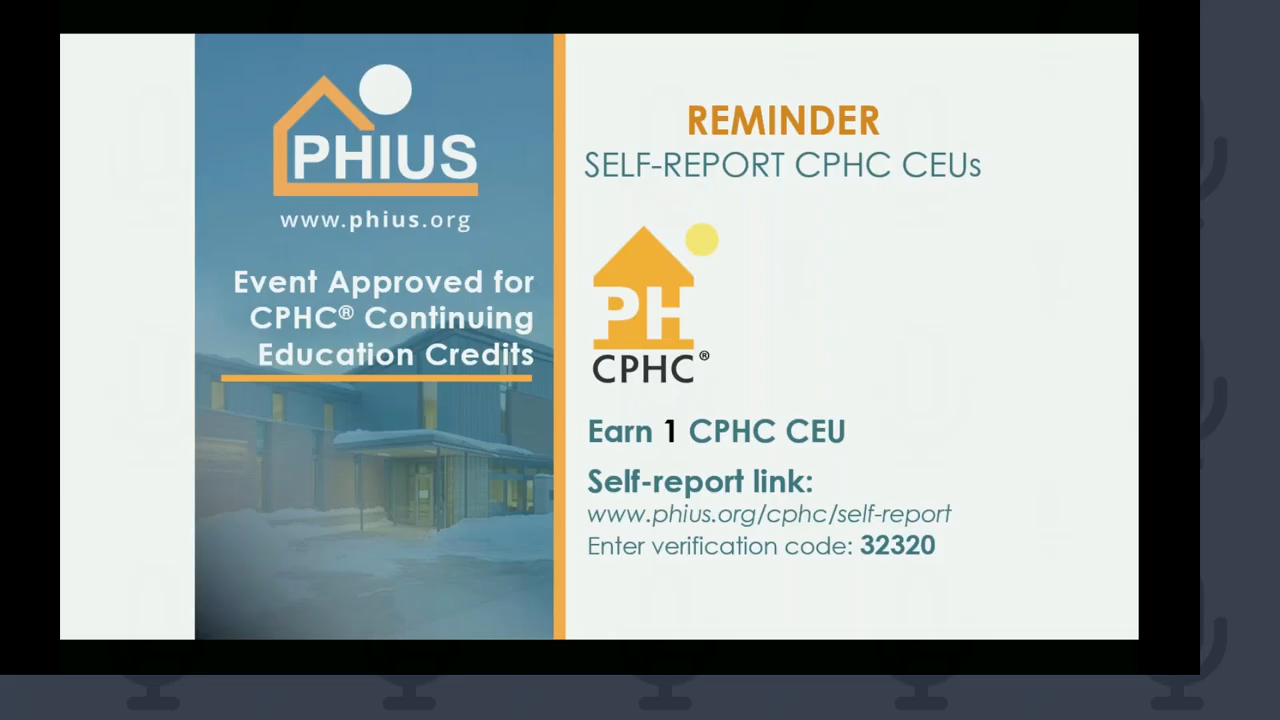 PHIUS
www.phius.org
Event Approved for
CPHC® Continuing
Education Credits
REMINDER
SELF-REPORT CPHC CEUs
PH
CPHC®
Earn 1 CPHC CEU
Self-report link:
www.phius.org/cphc/self-report
Enter verification code: 32320